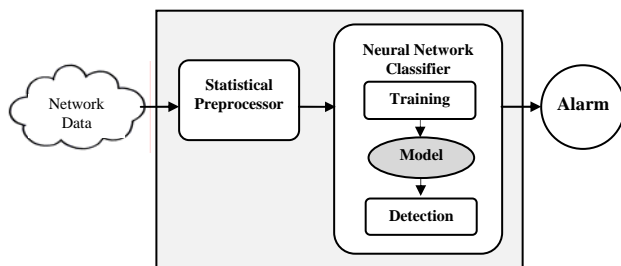 Network
Data
Statistical
Preprocessor
Neural Network
Classifier
Training
Model
Detection
Alarm